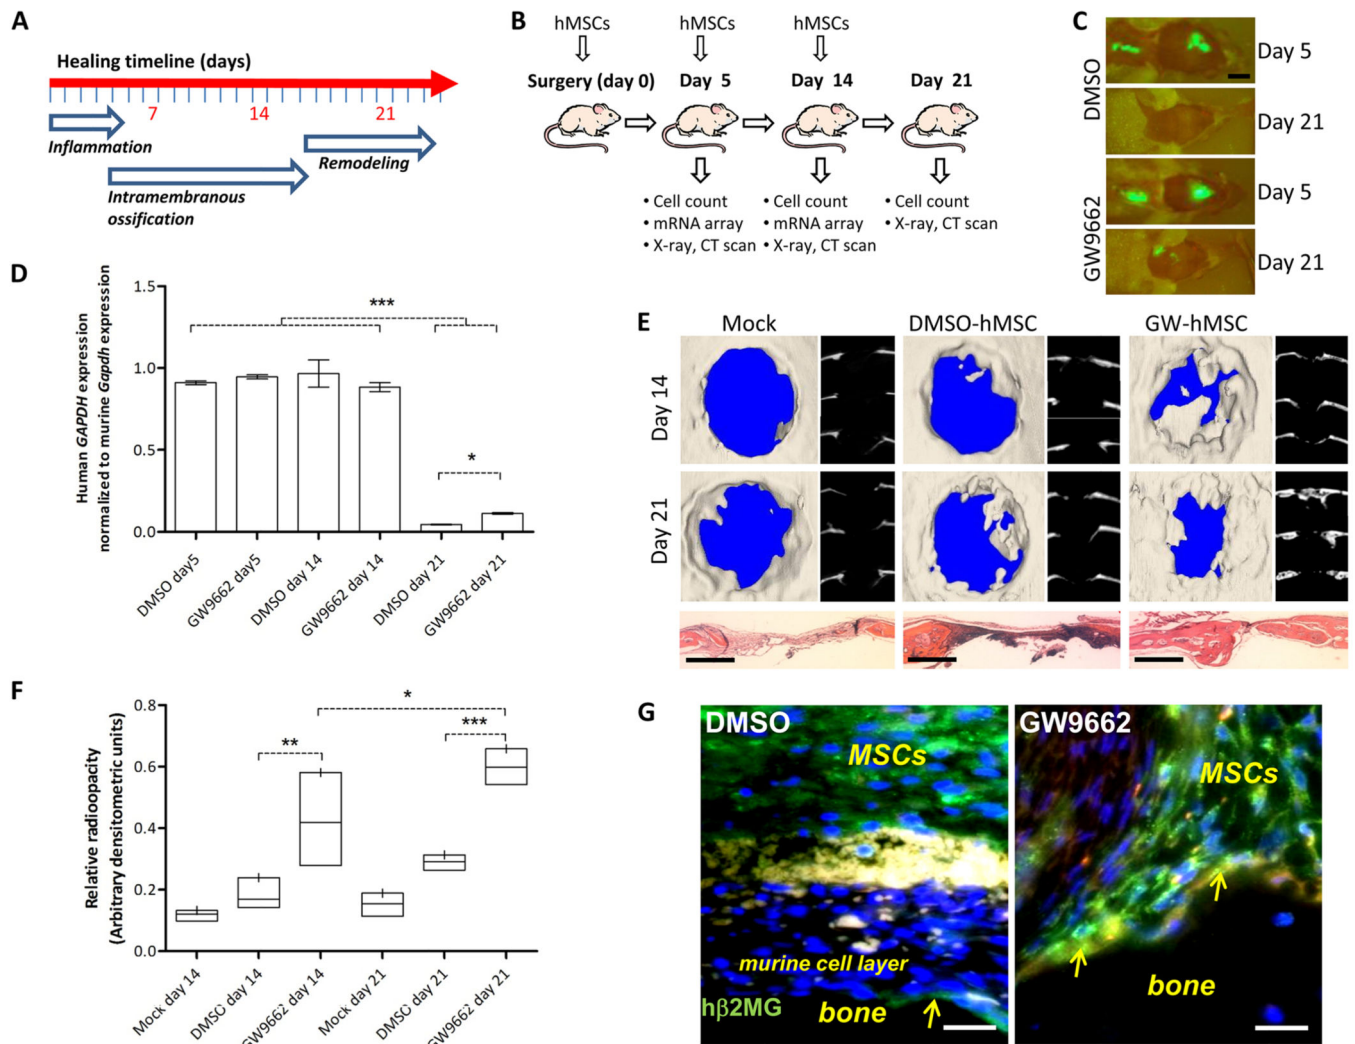 A
Healing timeline (days)
7 14 21
Inflammation
Remodeling
Intramembranous
ossification
B
hMSCs hMSCs hMSCs
Surgery (day 0) Day 5 Day 14 Day 21
• Cell count
• mRNA array
• X-ray, CT scan
• Cell count
• mRNA array
• X-ray, CT scan
• Cell count
• X-ray, CT scan
C
DMSO
GW9662
Day 5
Day 21
Day 5
Day 21
D
Human GAPDH expression
normalized to murine Gapdh expression
1.5
1.0
0.5
0.0
***
*
DMSO day5
GW9662 day5
DMSO day 14
GW9662 day 14
DMSO day 21
GW9662 day 21
E
Mock DMSO-hMSC GW-hMSC
Day 14
Day 21
F
Relative radioopacity
(Arbitrary densitometric units)
0.8
0.6
0.4
0.2
0.0
**
*
***
Mock day 14
DMSO day 14
GW9662 day 14
Mock day 21
DMSO day 21
GW9662 day 21
G
DMSO
MSCs
murine cell layer
hβ2MG
bone
GW9662
MSCs
bone